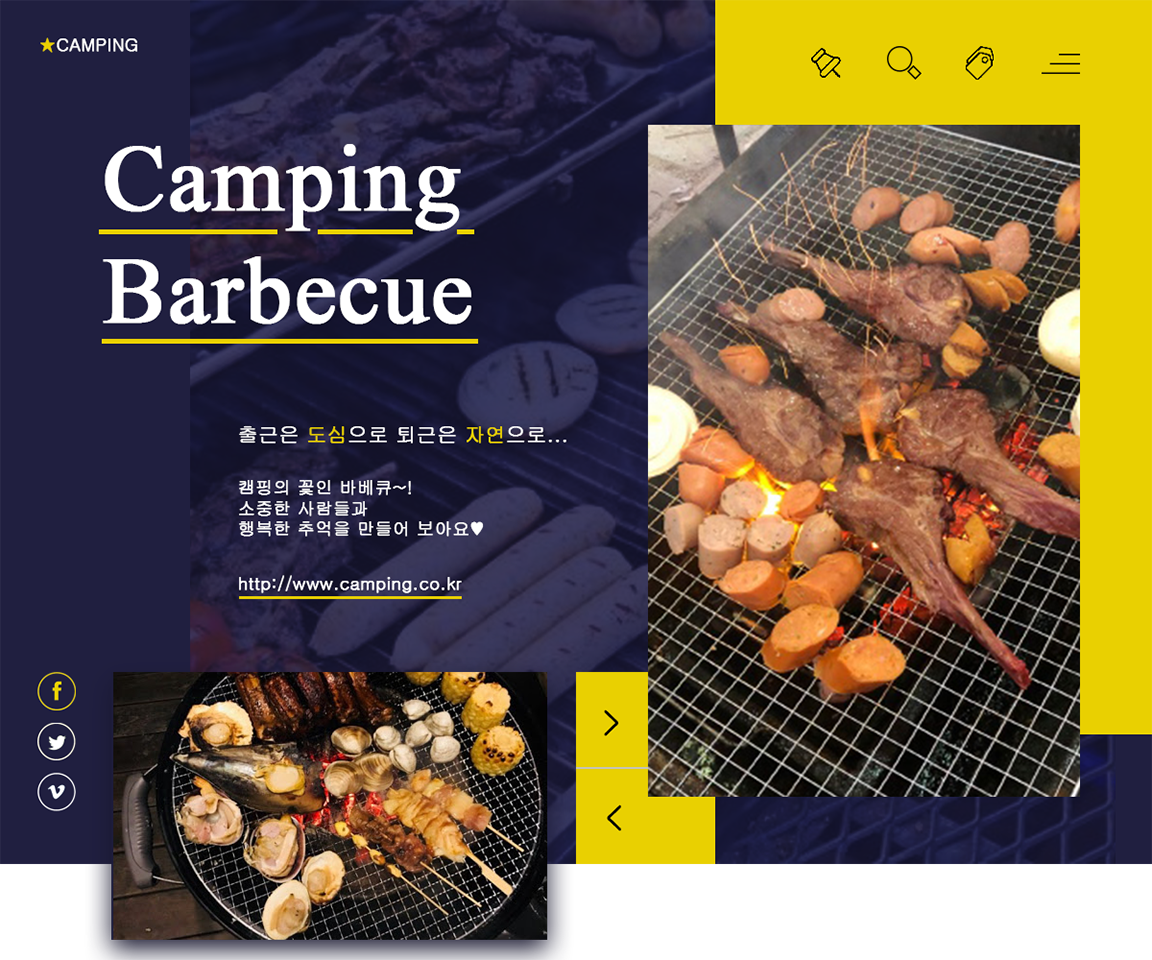 ★CAMPING
Camping
Barbecue
출근은 도심으로 퇴근은 자연으로...
캠핑의 꽃인 바베큐~!
소중한 사람들과
행복한 추억을 만들어 보아요♥
http://www.camping.co.kr